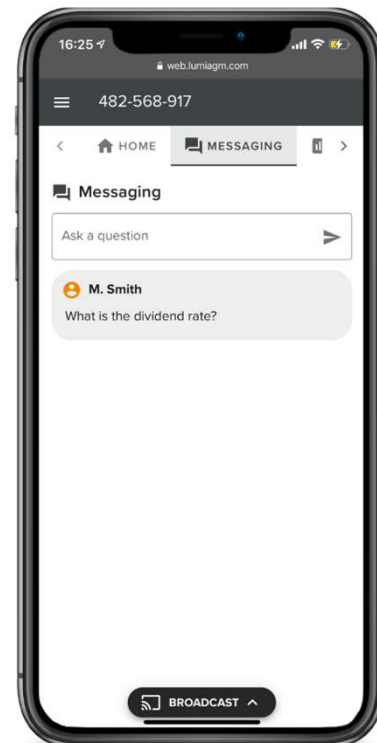 16:25
web.lumiagm.com
482-568-917
HOME
MESSAGING
Messaging
Ask a question
M. Smith
What is the dividend rate?
BROADCAST